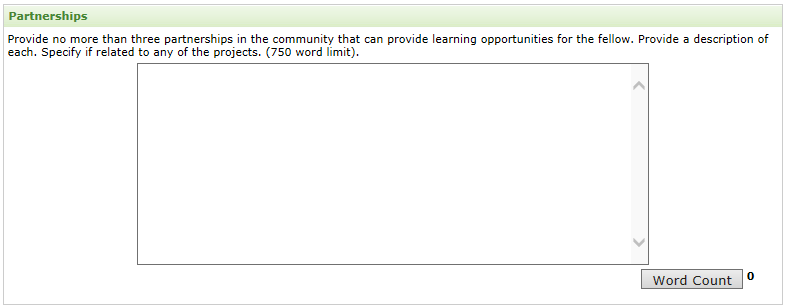 Partnerships
Provide no more than three partnerships in the community that can provide learning opportunities for the fellow. Provide a description of
each. Specify if related to any of the projects. (750 word limit).
Word Count 0